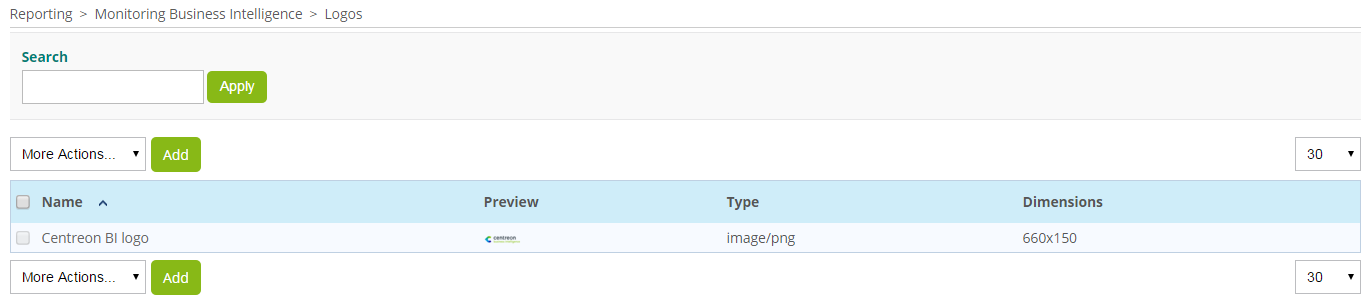 Reporting > Monitoring Business Intelligence > Logos
Search
Apply
More Actions... Add 30
Name Preview Type Dimensions
Centreon BI logo centreon image/png 660x150
More Actions... Add 30